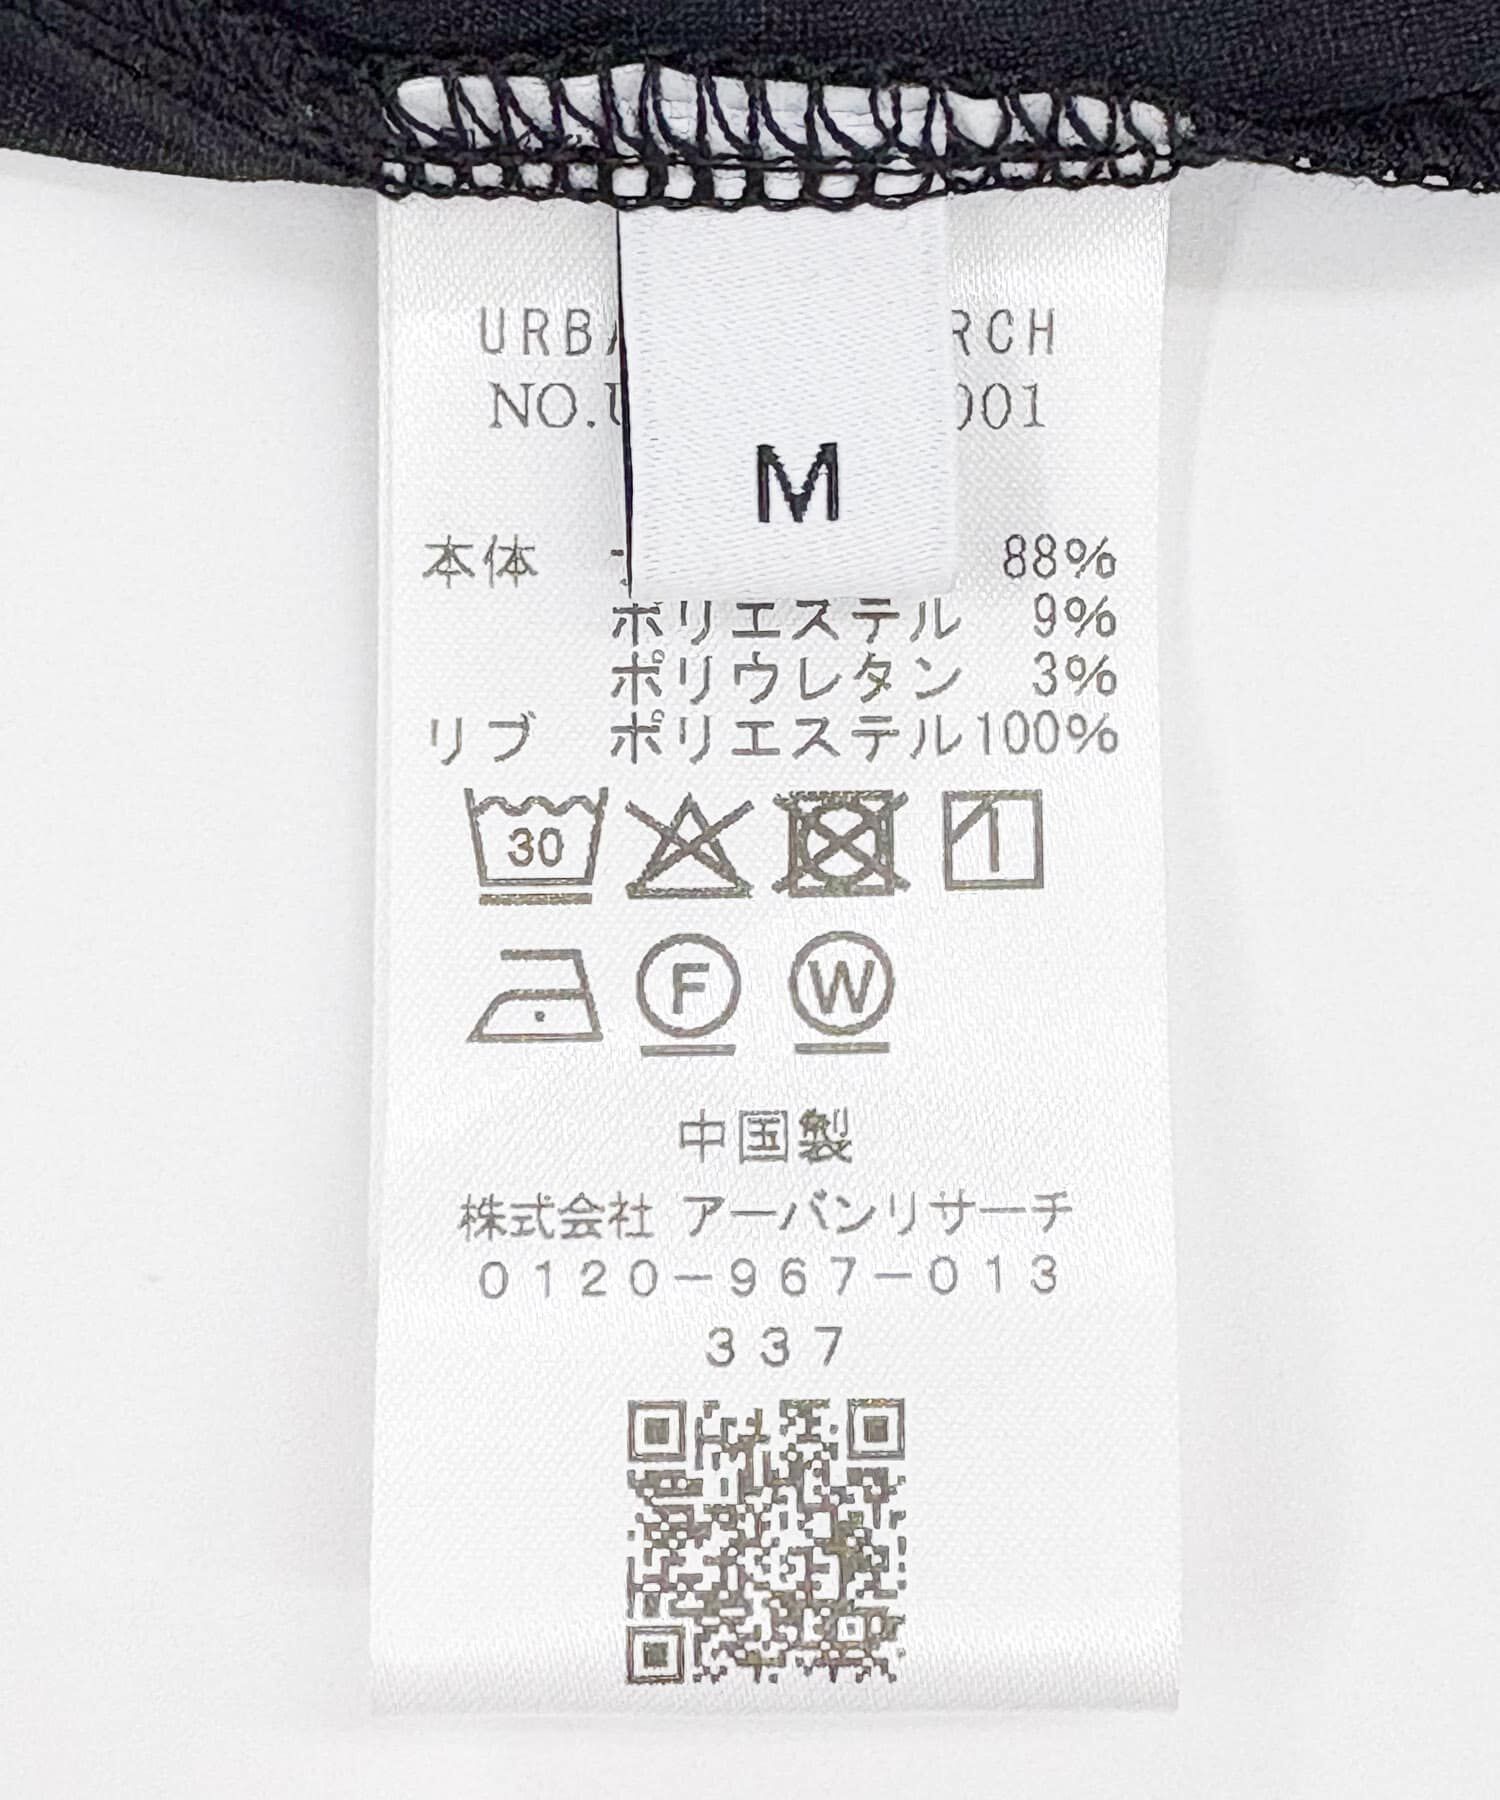 URB RCH
NO. 001
M
本体 88%
ポリエステル 9%
ポリウレタン 3%
リブ ポリエステル100%
30
F W
中国製
株式会社 アーバンリサーチ
0120-967-013
337